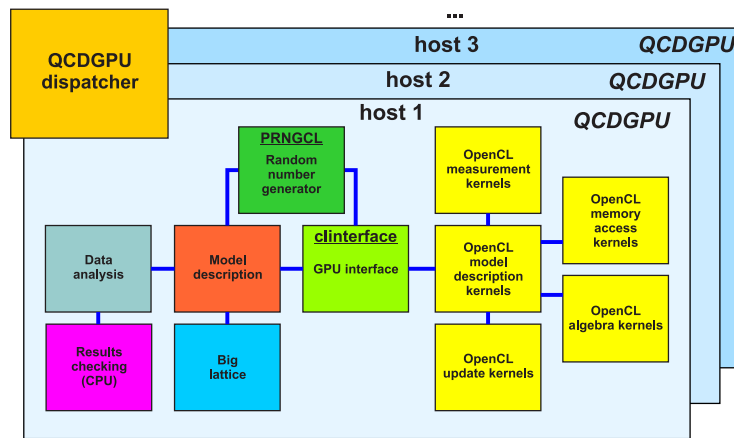 ...
QCDGPU
dispatcher
host 3
QCDGPU
host 2
QCDGPU
host 1
QCDGPU
PRNGCL
Random
number
generator
OpenCL
measurement
kernels
OpenCL
memory
access
kernels
Data
analysis
Model
description
clinterface
GPU interface
OpenCL
model
description
kernels
OpenCL
algebra kernels
Results
checking
(CPU)
Big
lattice
OpenCL
update kernels